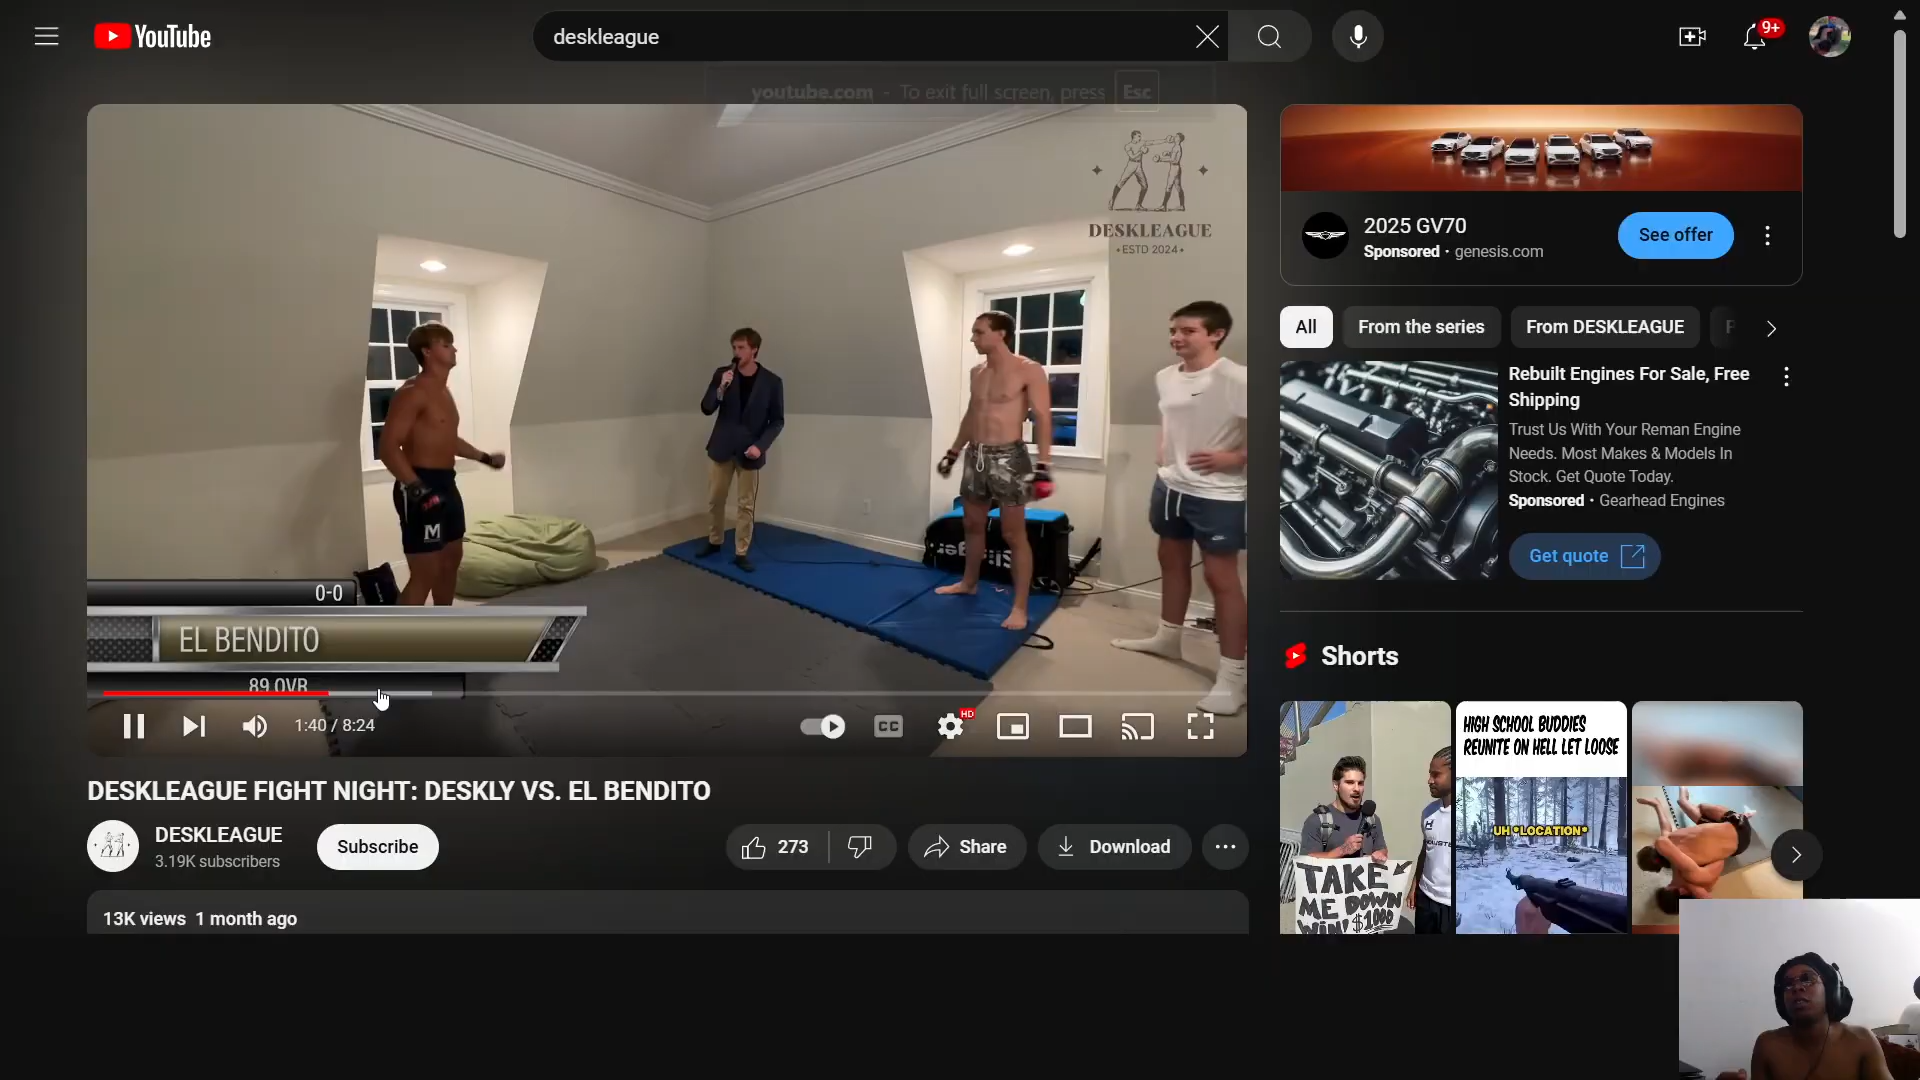 YouTube
deskleague
9+
youtube.com - To exit full screen, press Esc
DESKLEAGUE
•ESTD 2024•
0-0
EL BENDITO
89 OVR
M
1:40 / 8:24
CC
HD
DESKLEAGUE FIGHT NIGHT: DESKLY VS. EL BENDITO
DESKLEAGUE
3.19K subscribers
Subscribe
273
Share
Download
13K views 1 month ago
2025 GV70
Sponsored · genesis.com
See offer
All
From the series
From DESKLEAGUE
Rebuilt Engines For Sale, Free
Shipping
Trust Us With Your Reman Engine
Needs. Most Makes & Models In
Stock. Get Quote Today.
Sponsored · Gearhead Engines
Get quote
Shorts
TAKE
ME DOWN
WIN! $1000
HIGH SCHOOL BUDDIES
REUNITE ON HELL LET LOOSE
UH *LOCATION*